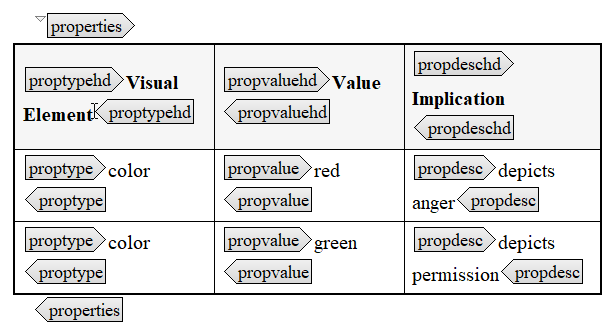 properties
propdeschd
proptypehd Visual propvaluehd Value
Implication
Element proptypehd propvaluehd
propdeschd
proptype color propvalue red propdesc depicts
proptype propvalue anger propdesc
proptype color propvalue green propdesc depicts
proptype propvalue permission propdesc
properties